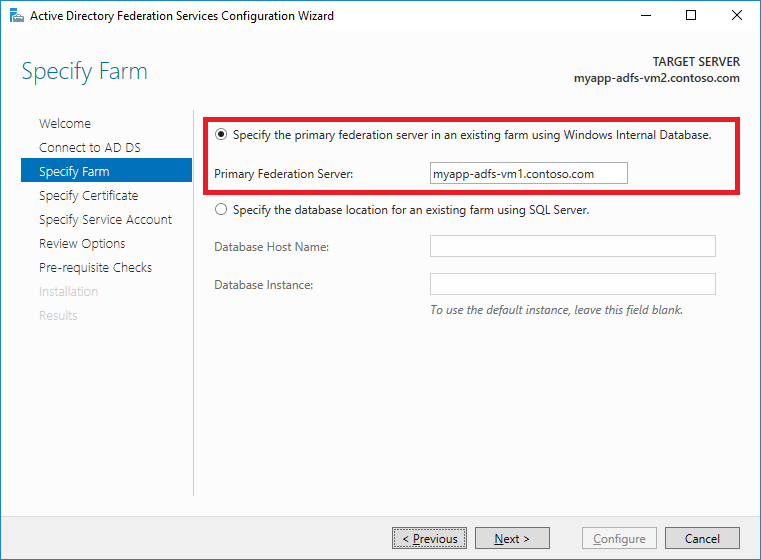 Active Directory Federation Services Configuration Wizard
Specify Farm
TARGET SERVER
myapp-adfs-vm2.contoso.com
Welcome
Connect to AD DS
Specify Farm
Specify Certificate
Specify Service Account
Review Options
Pre-requisite Checks
Installation
Results
Specify the primary federation server in an existing farm using Windows Internal Database.
Primary Federation Server:
myapp-adfs-vm1.contoso.com
Specify the database location for an existing farm using SQL Server.
Database Host Name:
Database Instance:
To use the default instance, leave this field blank.
< Previous
Next >
Configure
Cancel